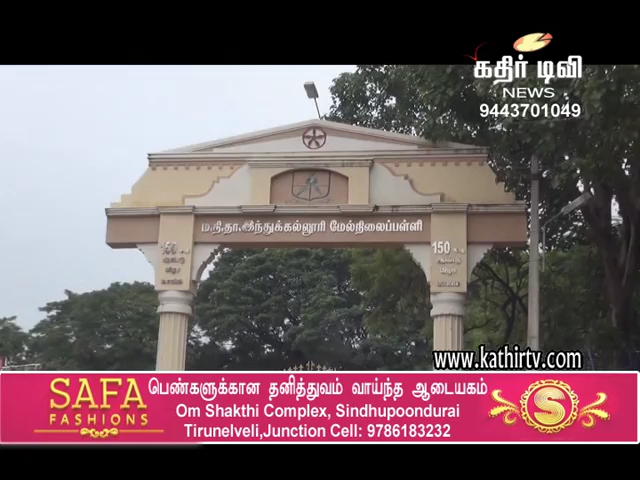 கதிர் டிவி
NEWS
9443701049
ம.தி.தா.இந்துக்கல்லூரி மேல்நிலைப்பள்ளி
150
150
www.kathirtv.com
SAFA
FASHIONS
பெண்களுக்கான தனித்துவம் வாய்ந்த ஆடையகம்
Om Shakthi Complex, Sindhupoondurai
Tirunelveli,Junction Cell: 9786183232
S